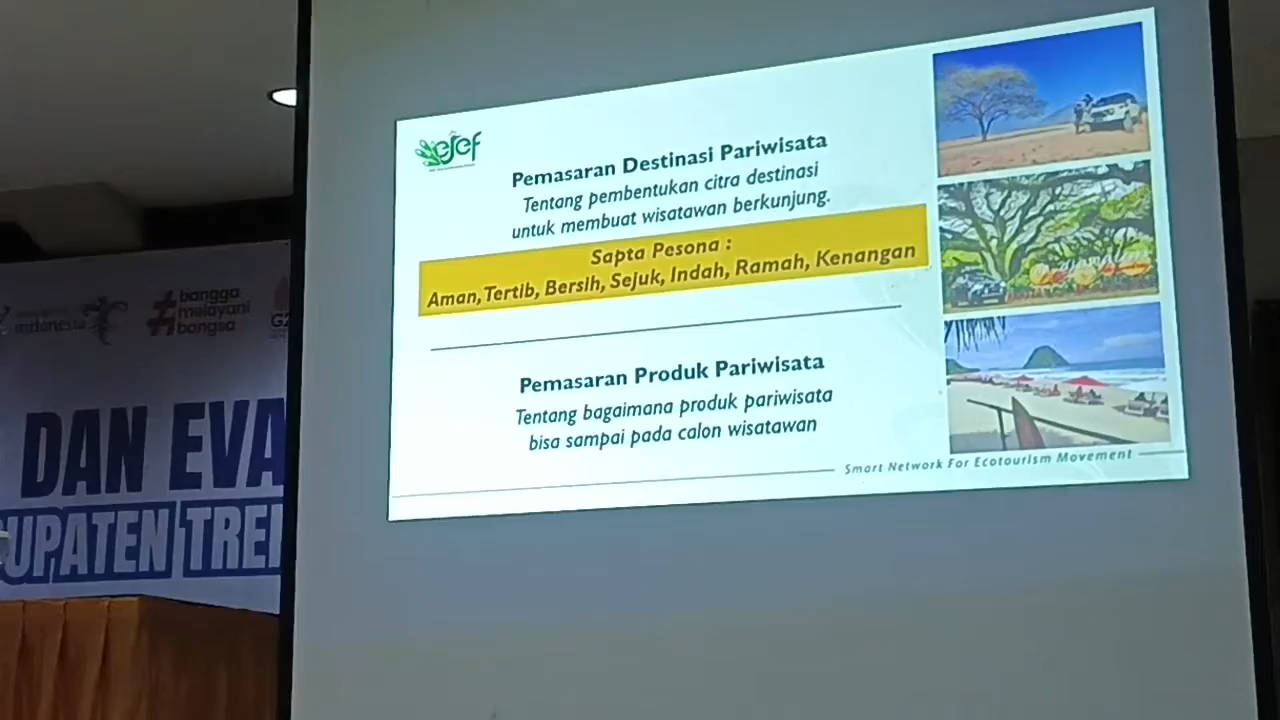 esef
Pemasaran Destinasi Pariwisata
Tentang pembentukan citra destinasi
untuk membuat wisatawan berkunjung.
Sapta Pesona :
Aman, Tertib, Bersih, Sejuk, Indah, Ramah, Kenangan
Pemasaran Produk Pariwisata
Tentang bagaimana produk pariwisata
bisa sampai pada calon wisatawan
Smart Network For Ecotourism Movement
indonesia
#bangga
melayani
bangsa
G2
DAN EVA
UPATEN TRE